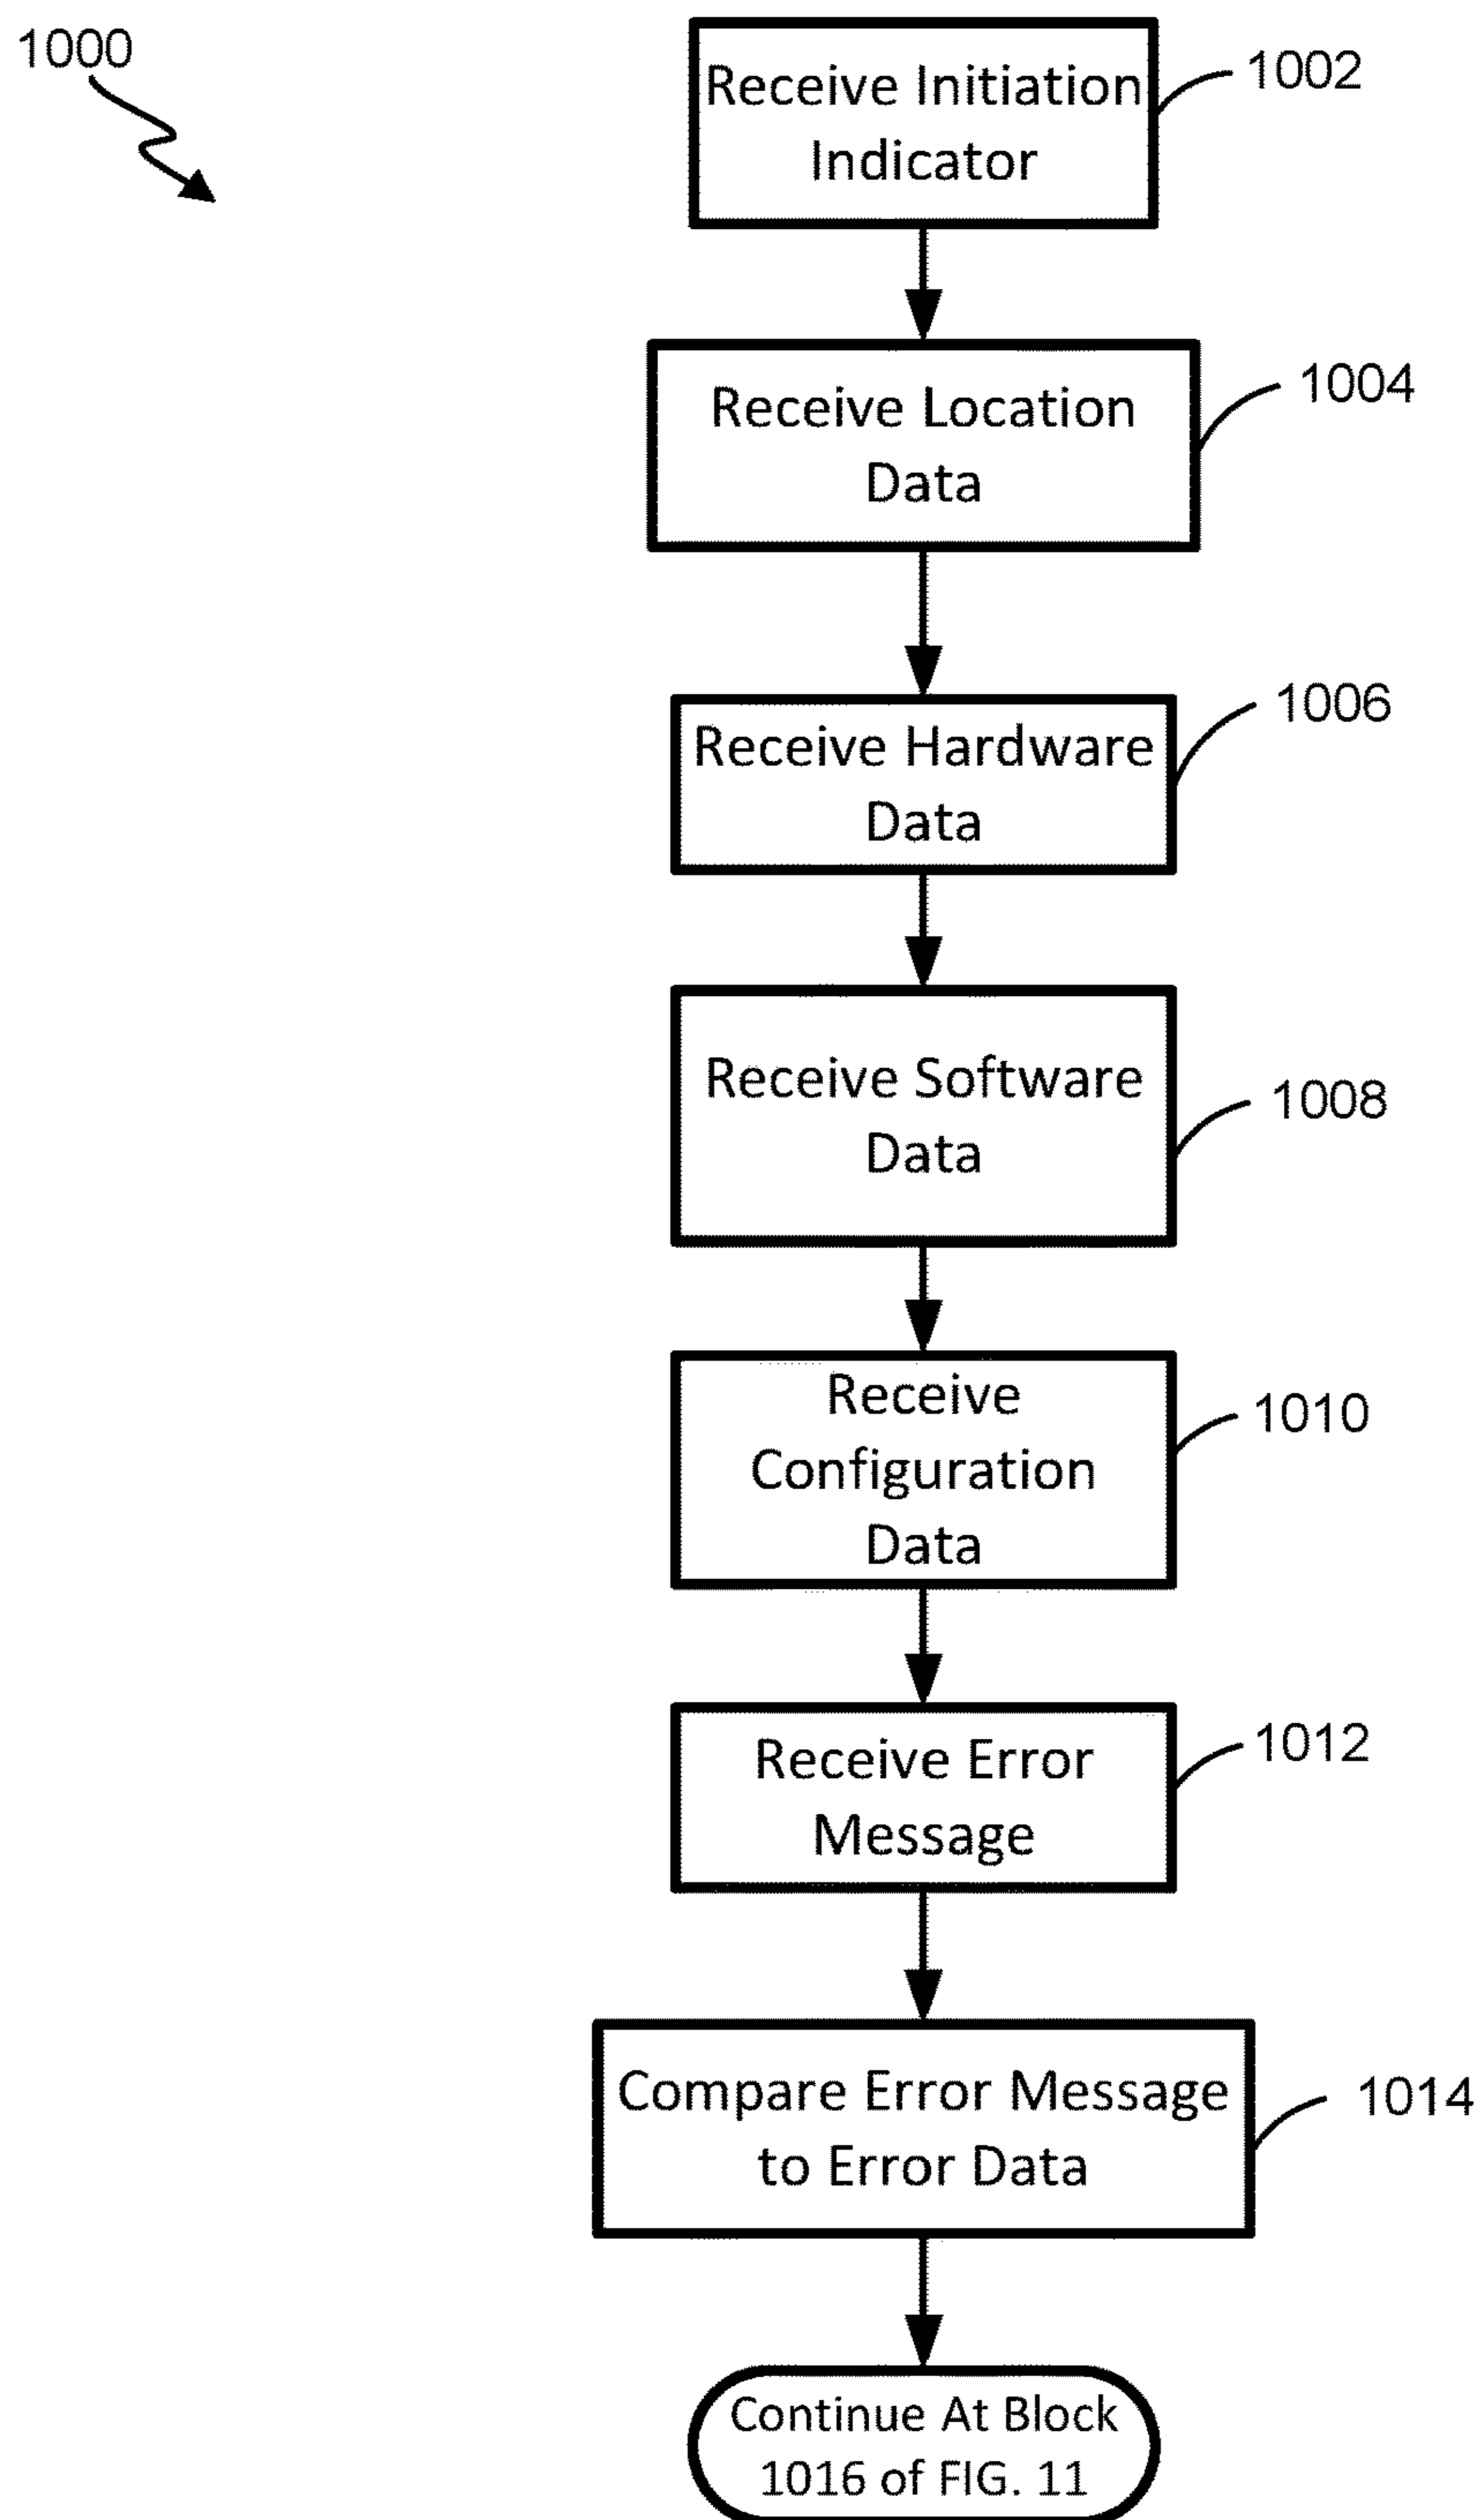 1000
Receive Initiation
Indicator
1002
Receive Location
Data
1004
Receive Hardware
Data
1006
Receive Software
Data
1008
Receive
Configuration
Data
1010
Receive Error
Message
1012
Compare Error Message
to Error Data
1014
Continue At Block
1016 of FIG. 11